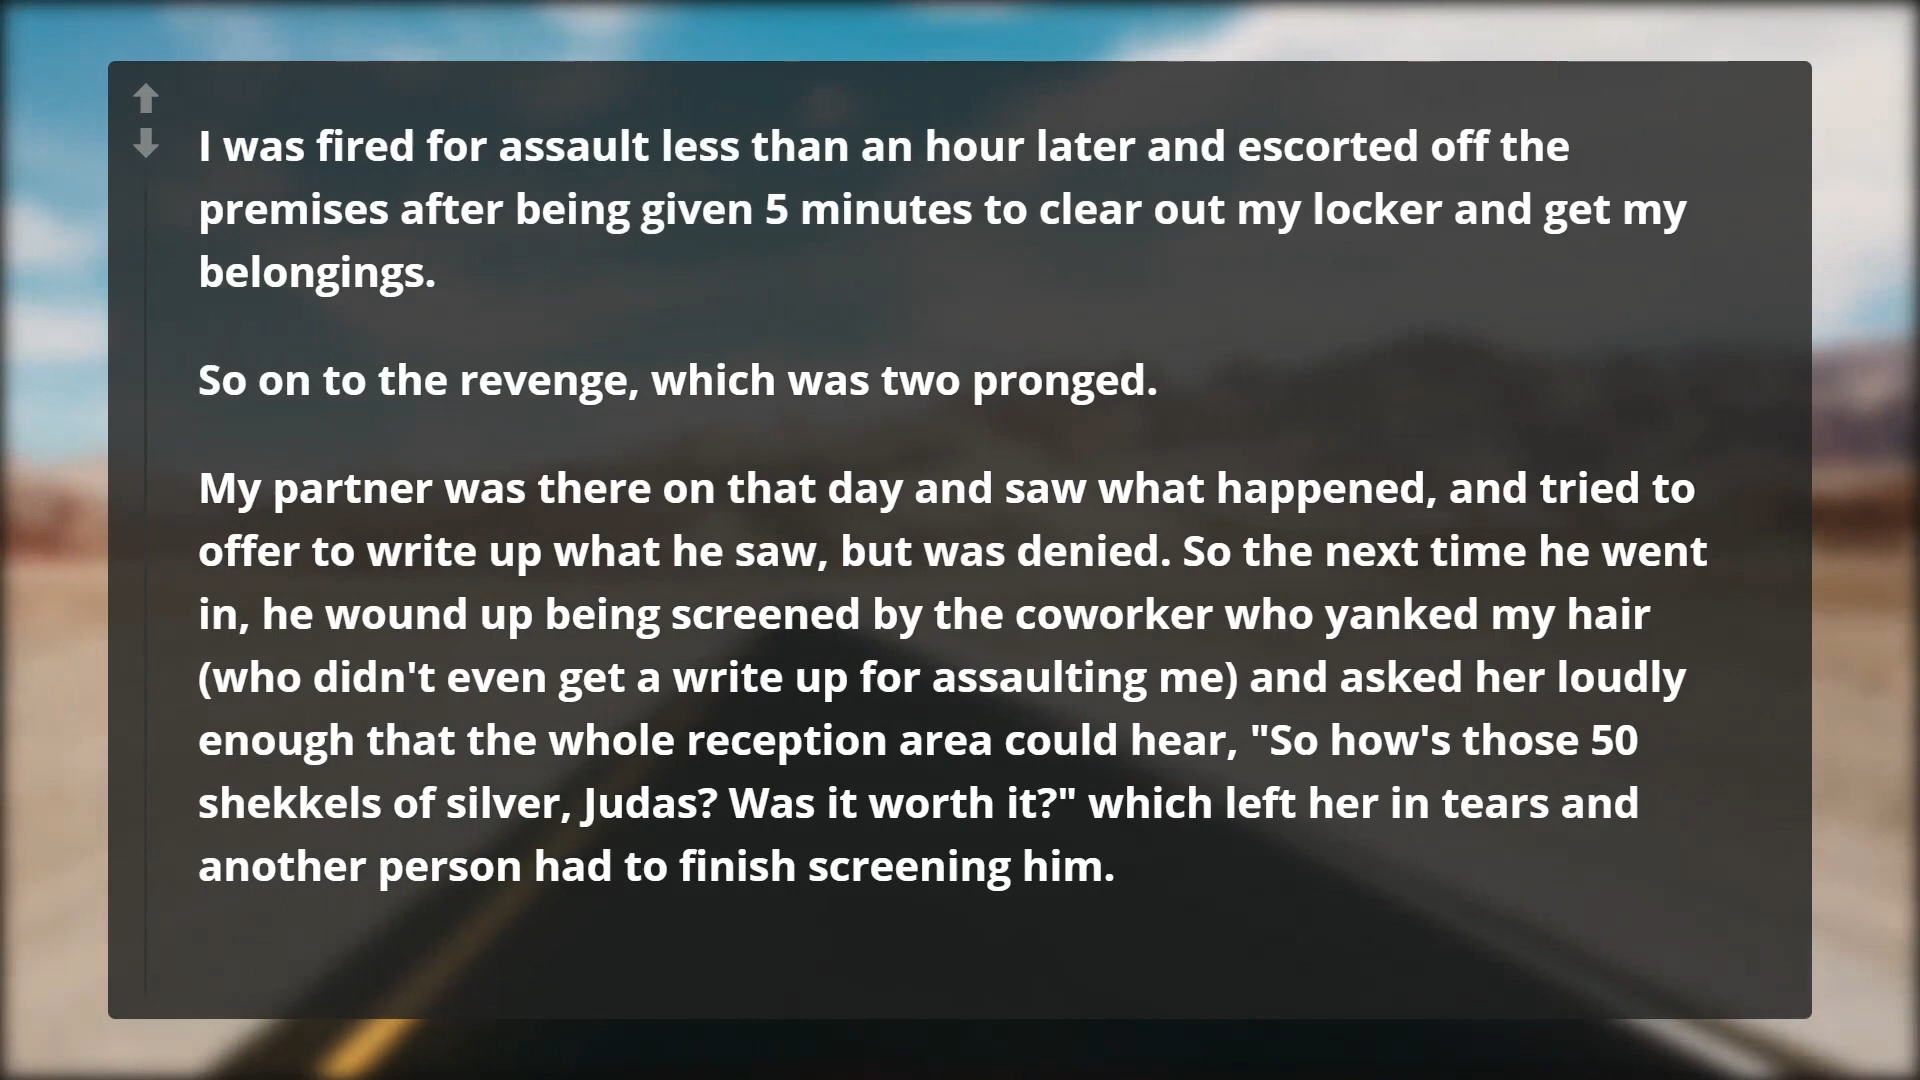 I was fired for assault less than an hour later and escorted off the
premises after being given 5 minutes to clear out my locker and get my
belongings.
So on to the revenge, which was two pronged.
My partner was there on that day and saw what happened, and tried to
offer to write up what he saw, but was denied. So the next time he went
in, he wound up being screened by the coworker who yanked my hair
(who didn't even get a write up for assaulting me) and asked her loudly
enough that the whole reception area could hear, "So how's those 50
shekkels of silver, Judas? Was it worth it?" which left her in tears and
another person had to finish screening him.